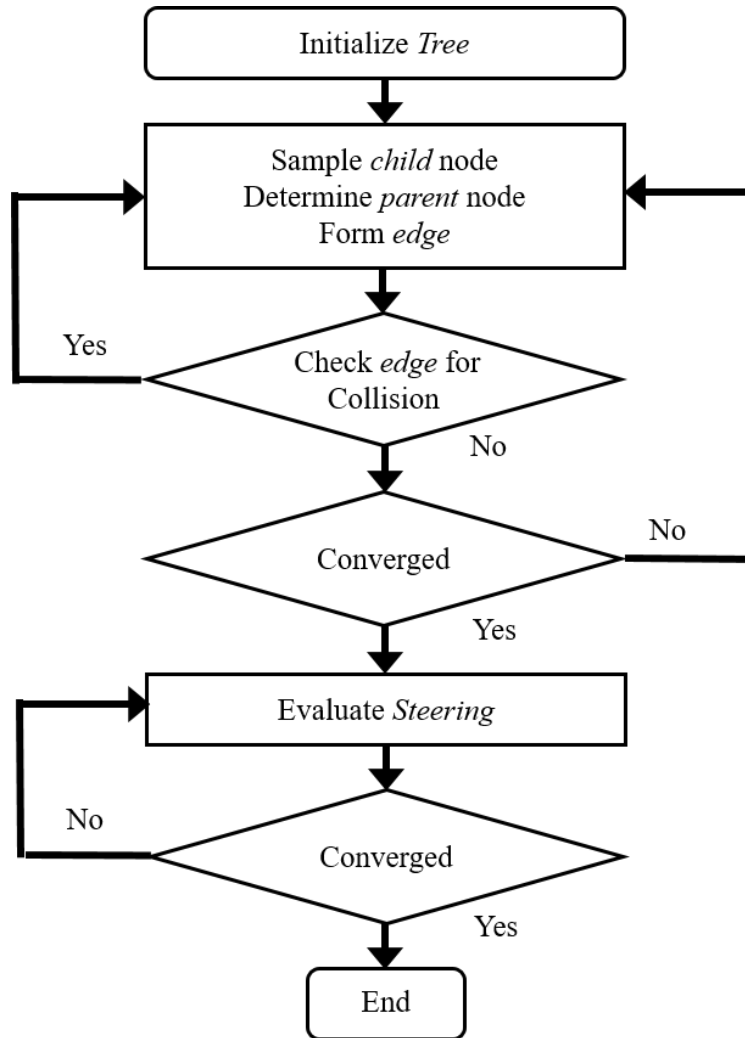 Initialize Tree
Sample child node
Determine parent node
Form edge
Yes
Check edge for
Collision
No
Converged
No
Yes
Evaluate Steering
No
Converged
Yes
End